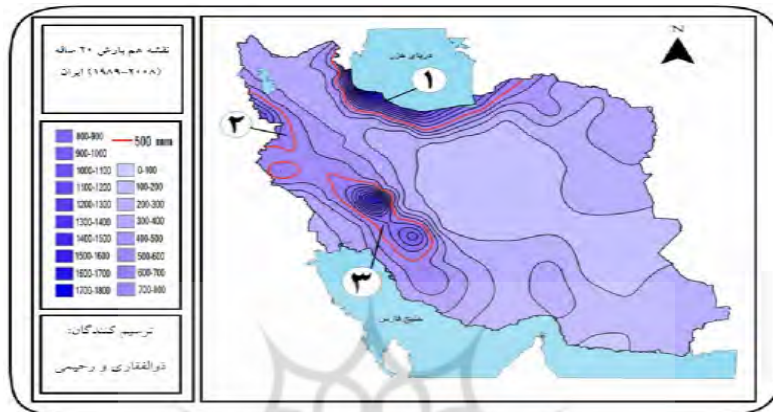 نقشه هم بارش ۲۰ ساله
(۱۹۸۹-۲۰۰۸) ایران
800-900
900-1000
1000-1100
1100-1200
1200-1300
1300-1400
1400-1500
1500-1600
1600-1700
1700-1800
500 mm
0-100
100-200
200-300
300-400
400-500
500-600
600-700
700-800
ترسیم کنندگان:
ذوالفقاری و رحیمی
دریای خزر
N
۱
۲
۳
خلیج فارس